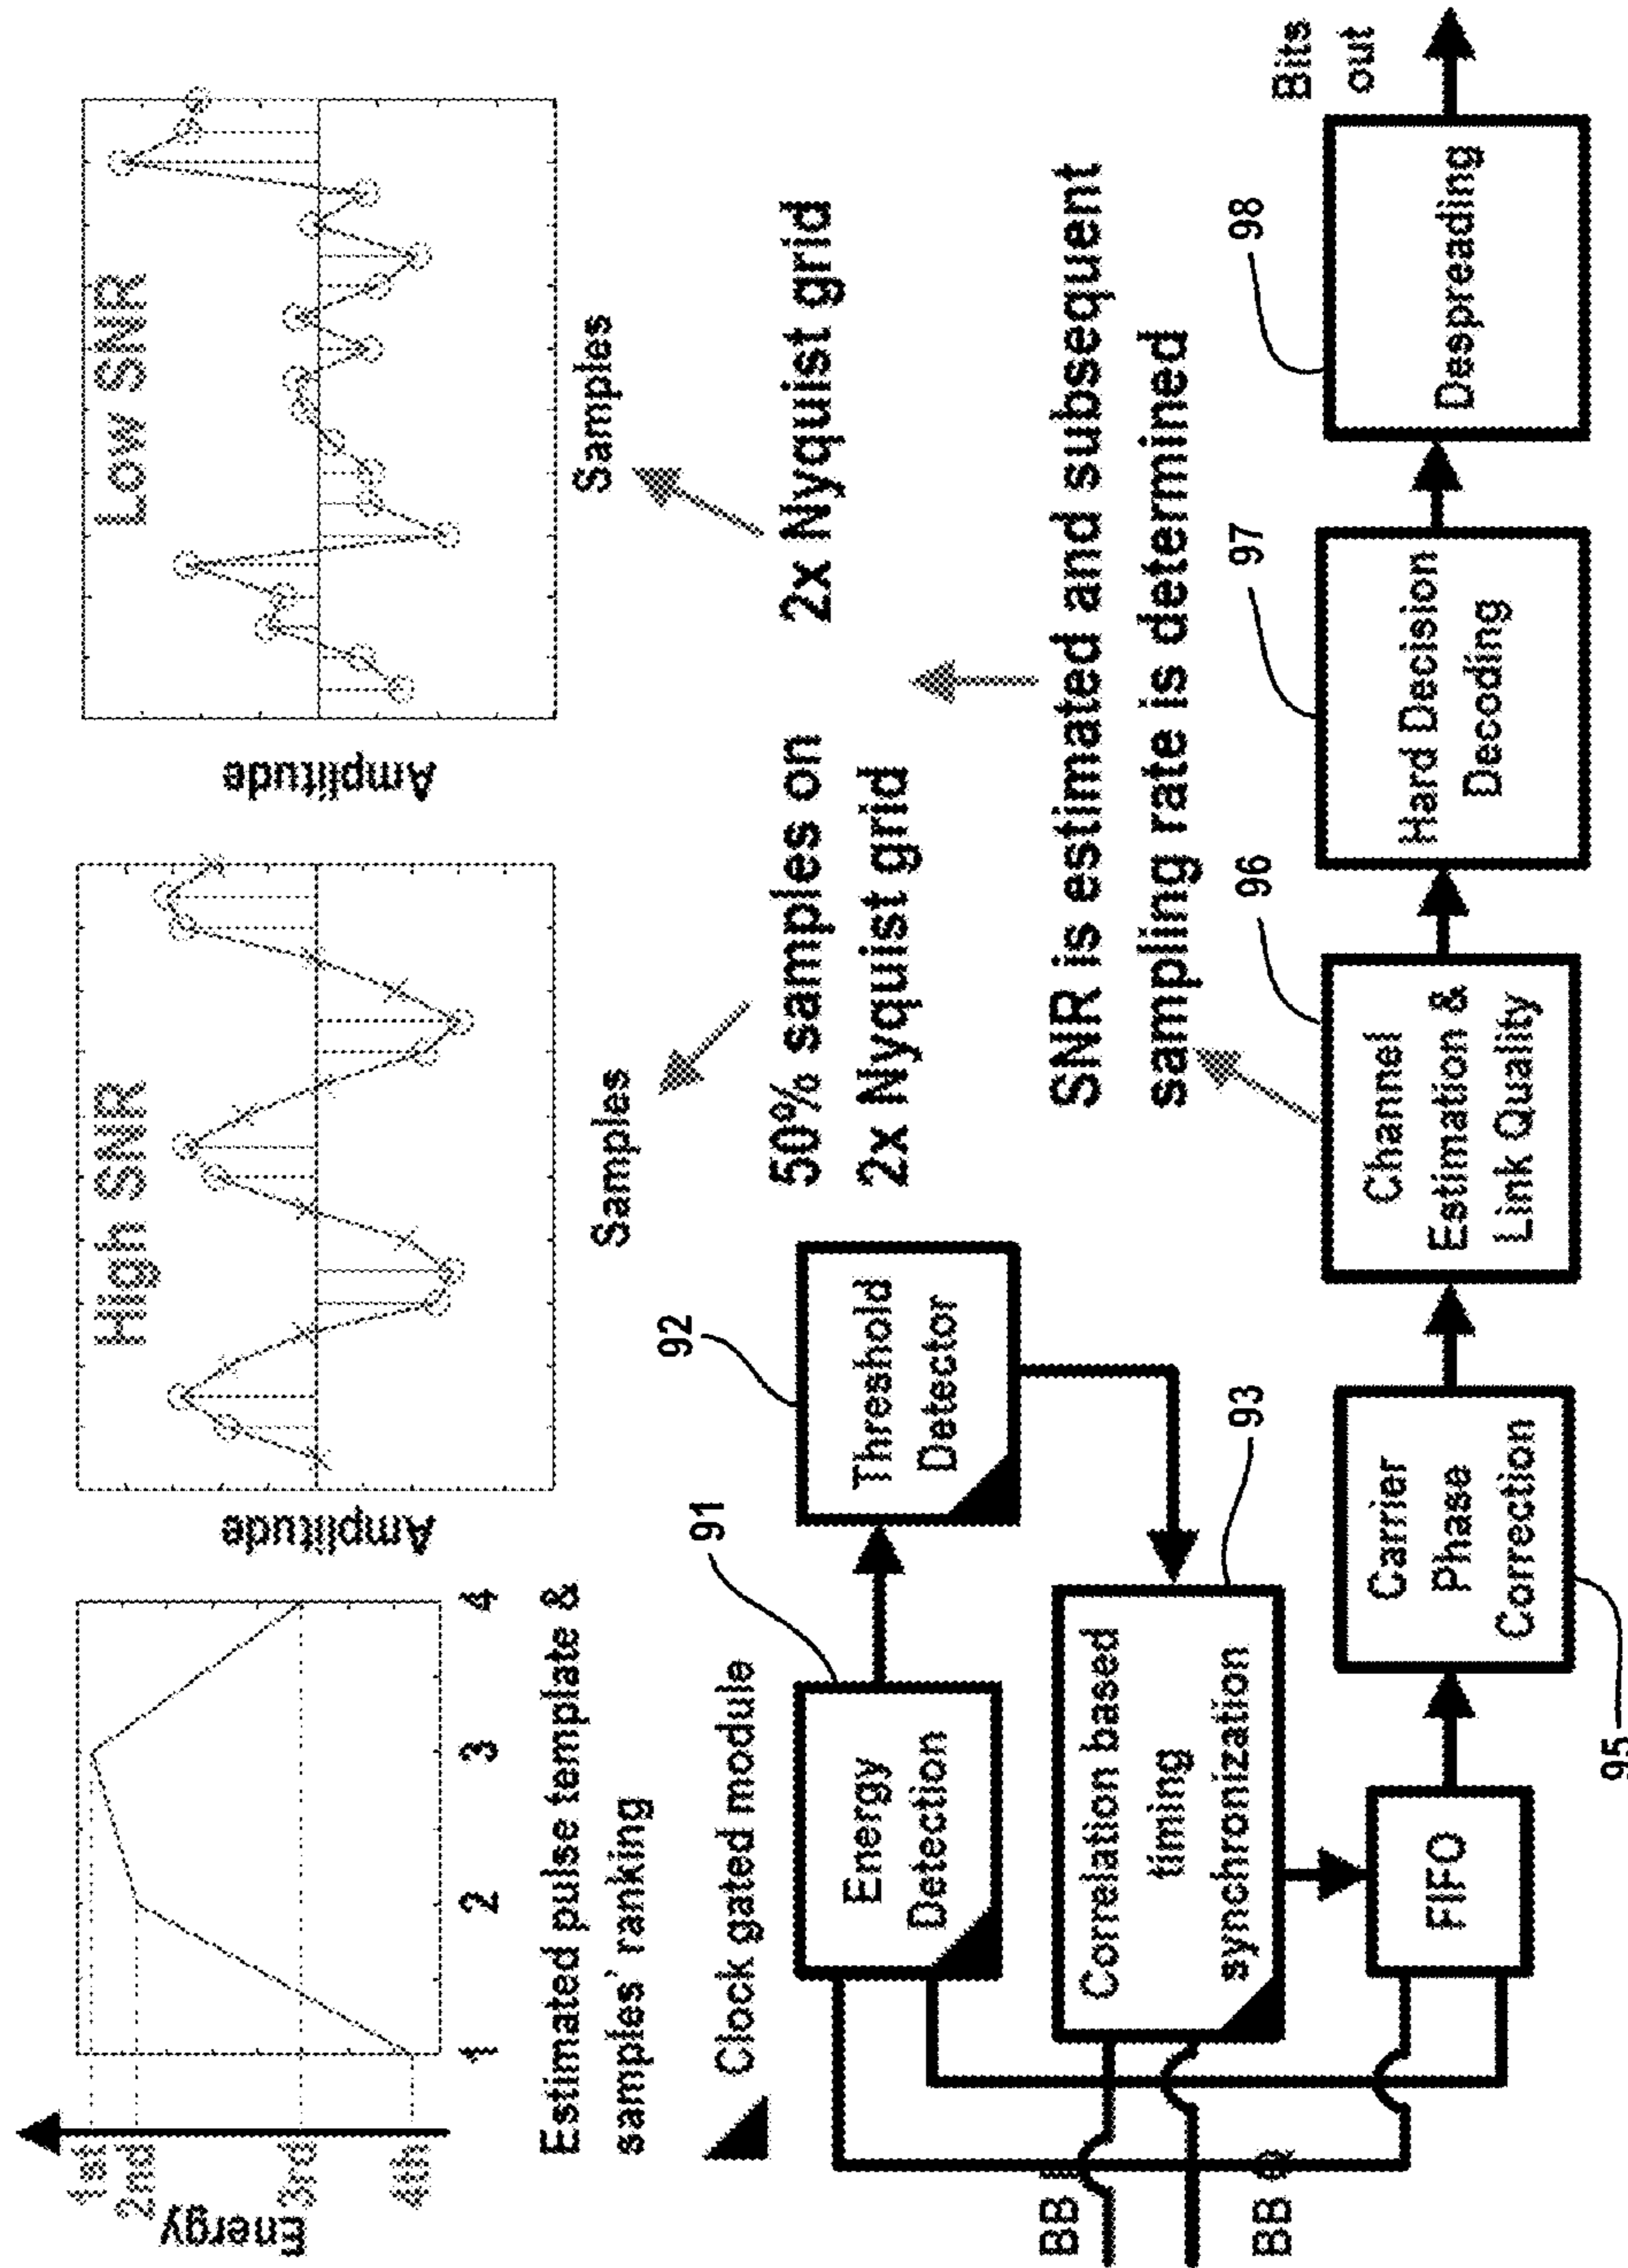 Energy
1st
2nd
3rd
4th
1
2
3
4
Estimated pulse template &
samples` ranking
Amplitude
High SNR
Samples
Amplitude
Low SNR
Samples
50% samples on
2x Nyquist grid
2x Nyquist grid
SNR is estimated and subsequent
sampling rate is determined
Clock gated module
91
Energy
Detection
92
Threshold
Detector
93
Correlation based
timing
synchronization
BB I
BB Q
FIFO
95
Carrier
Phase
Correction
96
Channel
Estimation &
Link Quality
97
Hard Decision
Decoding
98
Despreading
Bits
out